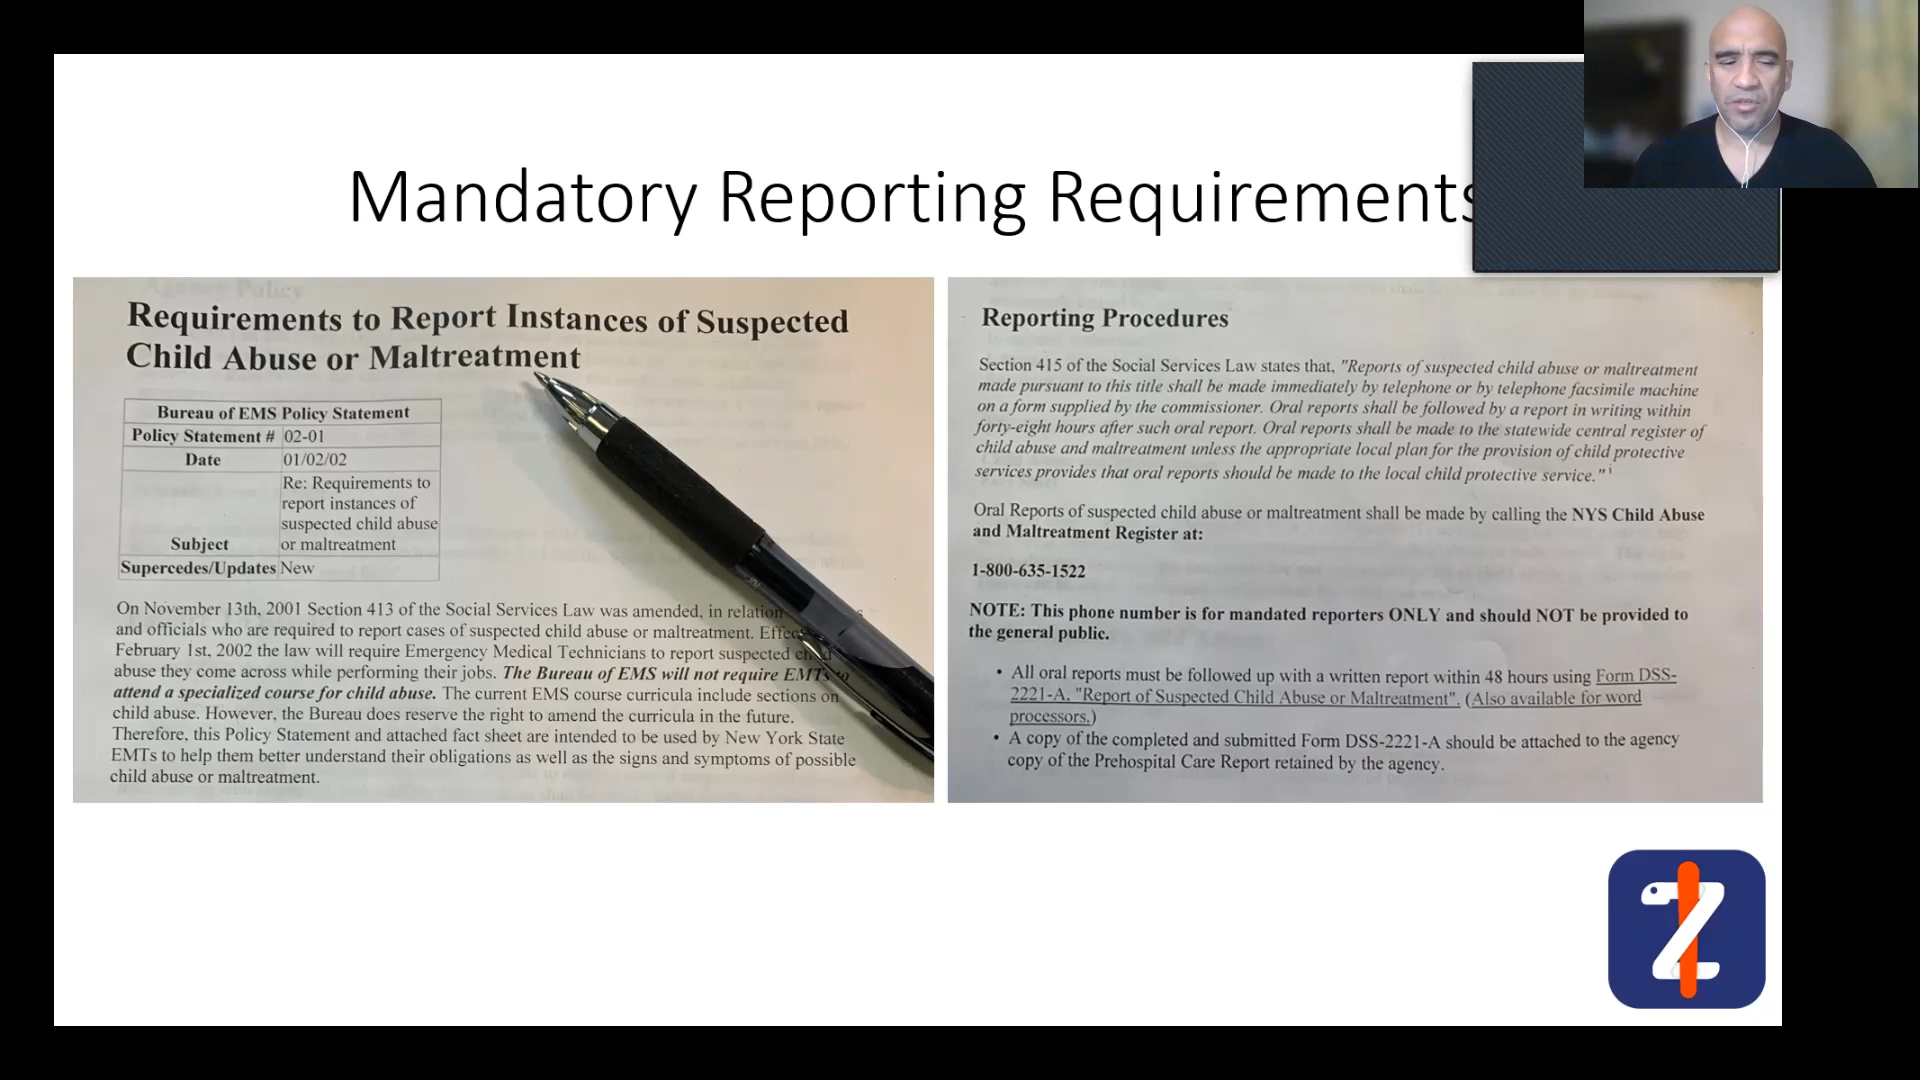 Mandatory Reporting Requirements
Requirements to Report Instances of Suspected
Child Abuse or Maltreatment
Bureau of EMS Policy Statement
Policy Statement # 02-01
Date 01/02/02
Re: Requirements to
report instances of
suspected child abuse
Subject or maltreatment
Supercedes/Updates New
On November 13th, 2001 Section 413 of the Social Services Law was amended, in relation
and officials who are required to report cases of suspected child abuse or maltreatment.
February 1st, 2002 the law will require Emergency Medical Technicians to report suspected child
abuse they come across while performing their jobs. The Bureau of EMS will not require EMTs to
attend a specialized course for child abuse. The current EMS course curricula include sections on
child abuse. However, the Bureau does reserve the right to amend the curricula in the future.
Therefore, this Policy Statement and attached fact sheet are intended to be used by New York State
EMTs to help them better understand their obligations as well as the signs and symptoms of possible
child abuse or maltreatment.
Reporting Procedures
Section 415 of the Social Services Law states that, "Reports of suspected child abuse or maltreatment
made pursuant to this title shall be made immediately by telephone or by telephone facsimile machine
on a form supplied by the commissioner. Oral reports shall be followed by a report in writing within
forty-eight hours after such oral report. Oral reports shall be made to the statewide central register of
child abuse and maltreatment unless the appropriate local plan for the provision of child protective
services provides that oral reports should be made to the local child protective service." i
Oral Reports of suspected child abuse or maltreatment shall be made by calling the NYS Child Abuse
and Maltreatment Register at:
1-800-635-1522
NOTE: This phone number is for mandated reporters ONLY and should NOT be provided to
the general public.
• All oral reports must be followed up with a written report within 48 hours using Form DSS-
2221-A, "Report of Suspected Child Abuse or Maltreatment". (Also available for word
processors.)
• A copy of the completed and submitted Form DSS-2221-A should be attached to the agency
copy of the Prehospital Care Report retained by the agency.
Z